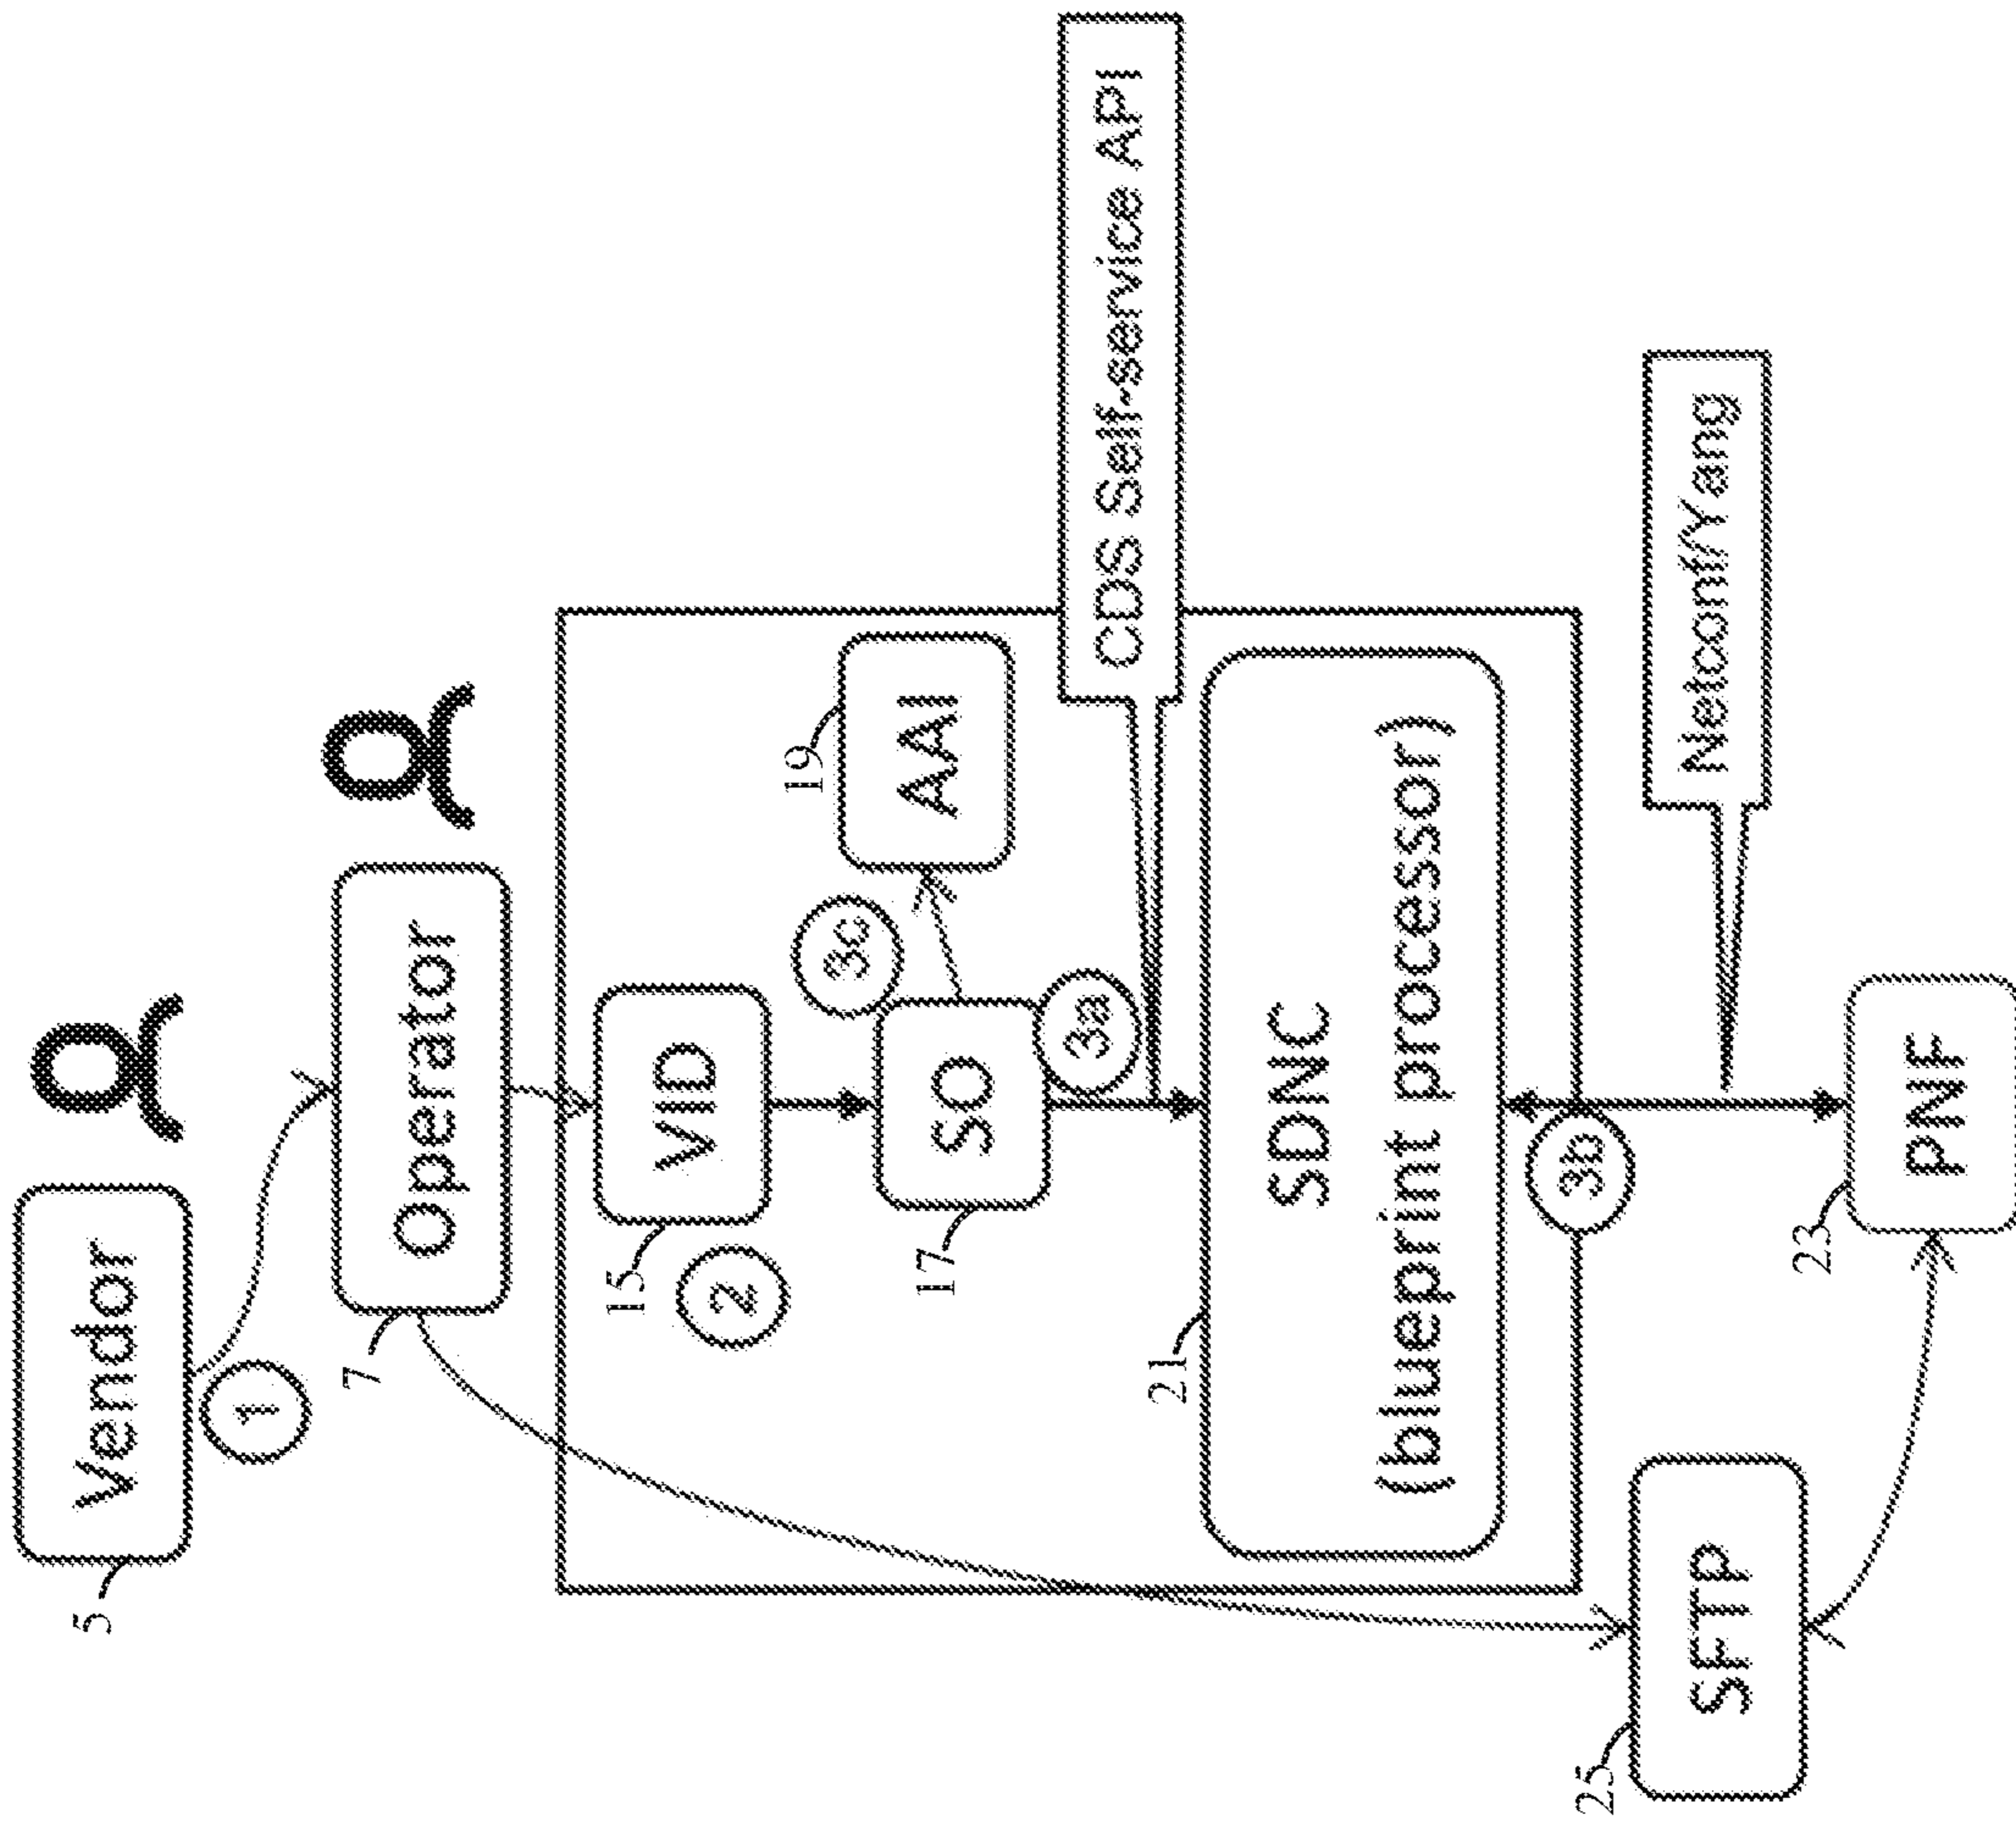 Vendor
5
1
Operator
7
VID
15
2
3c
19
AAI
SO
17
3a
CDS Self-service API
SDNC
(blueprint processor)
21
3b
Netconf/Yang
PNF
23
SFTP
25